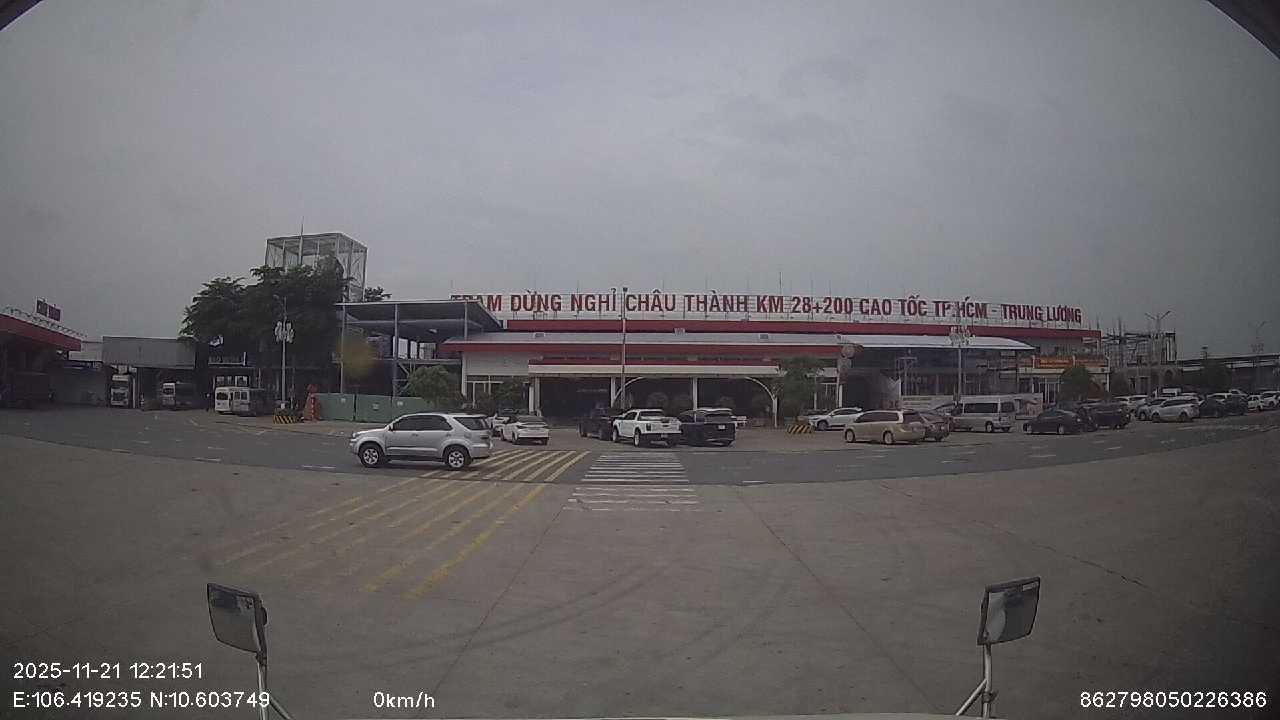 TRẠM DỪNG NGHỈ CHÂU THÀNH KM 28+200 CAO TỐC TP.HCM - TRUNG LƯƠNG
2025-11-21 12:21:51
E:106.419235 N:10.603749
0km/h
862798050226386